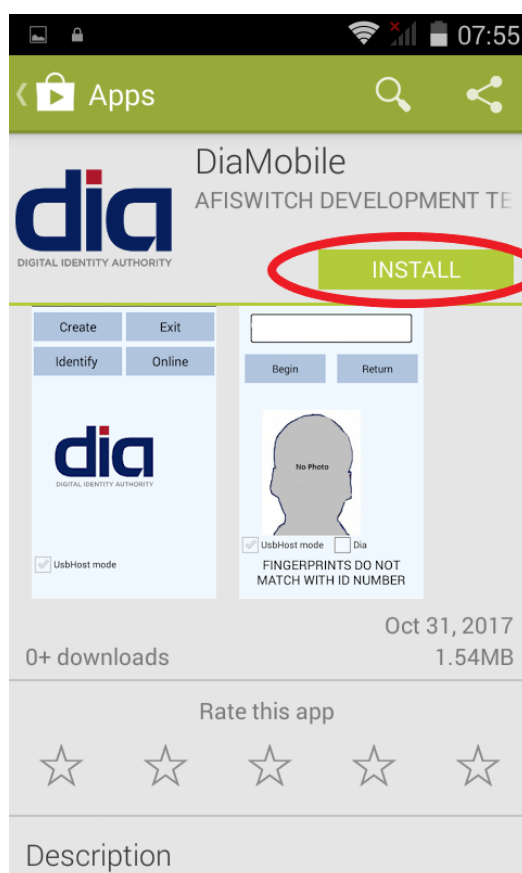 07:55
Apps
DiaMobile
AFISWITCH DEVELOPMENT TE
dia
DIGITAL IDENTITY AUTHORITY
INSTALL
Create Exit
Identify Online
dia
DIGITAL IDENTITY AUTHORITY
UsbHost mode
Begin Return
No Photo
UsbHost mode Dia
FINGERPRINTS DO NOT
MATCH WITH ID NUMBER
Oct 31, 2017
0+ downloads 1.54MB
Rate this app
Description